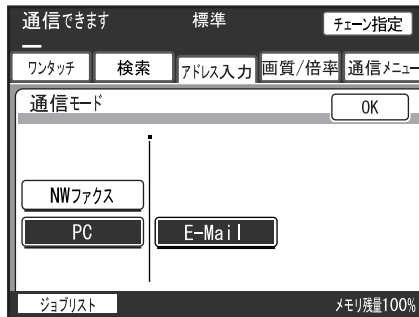 通信できます 標準 チェーン指定
ワンタッチ 検索 アドレス入力 画質/倍率 通信メニュー
通信モード OK
NWファクス
PC E-Mail
ジョブリスト メモリ残量100%